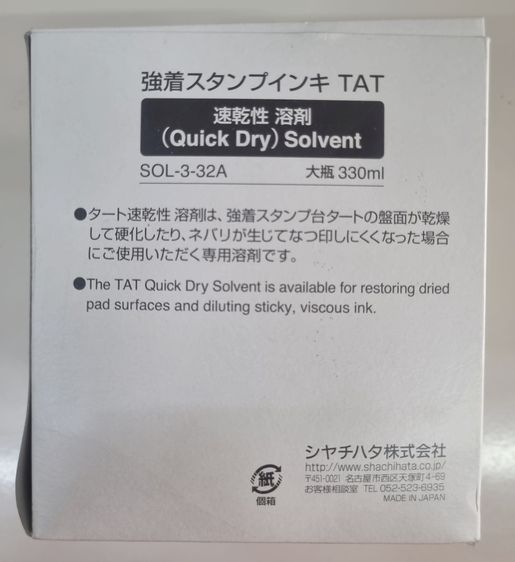 強着スタンプインキ TAT
速乾性 溶剤
(Quick Dry) Solvent
SOL-3-32A 大瓶 330ml
●タート速乾性 溶剤は、強着スタンプ台タートの盤面が乾燥
して硬化したり、ネバリが生じてなつ印しにくくなった場合
にご使用いただく専用溶剤です。
●The TAT Quick Dry Solvent is available for restoring dried
pad surfaces and diluting sticky, viscous ink.
シヤチハタ株式会社
http://www.shachihata.co.jp/
〒451-0021 名古屋市西区天塚町4-69
お客様相談室 TEL 052-523-6935
MADE IN JAPAN
紙
個箱